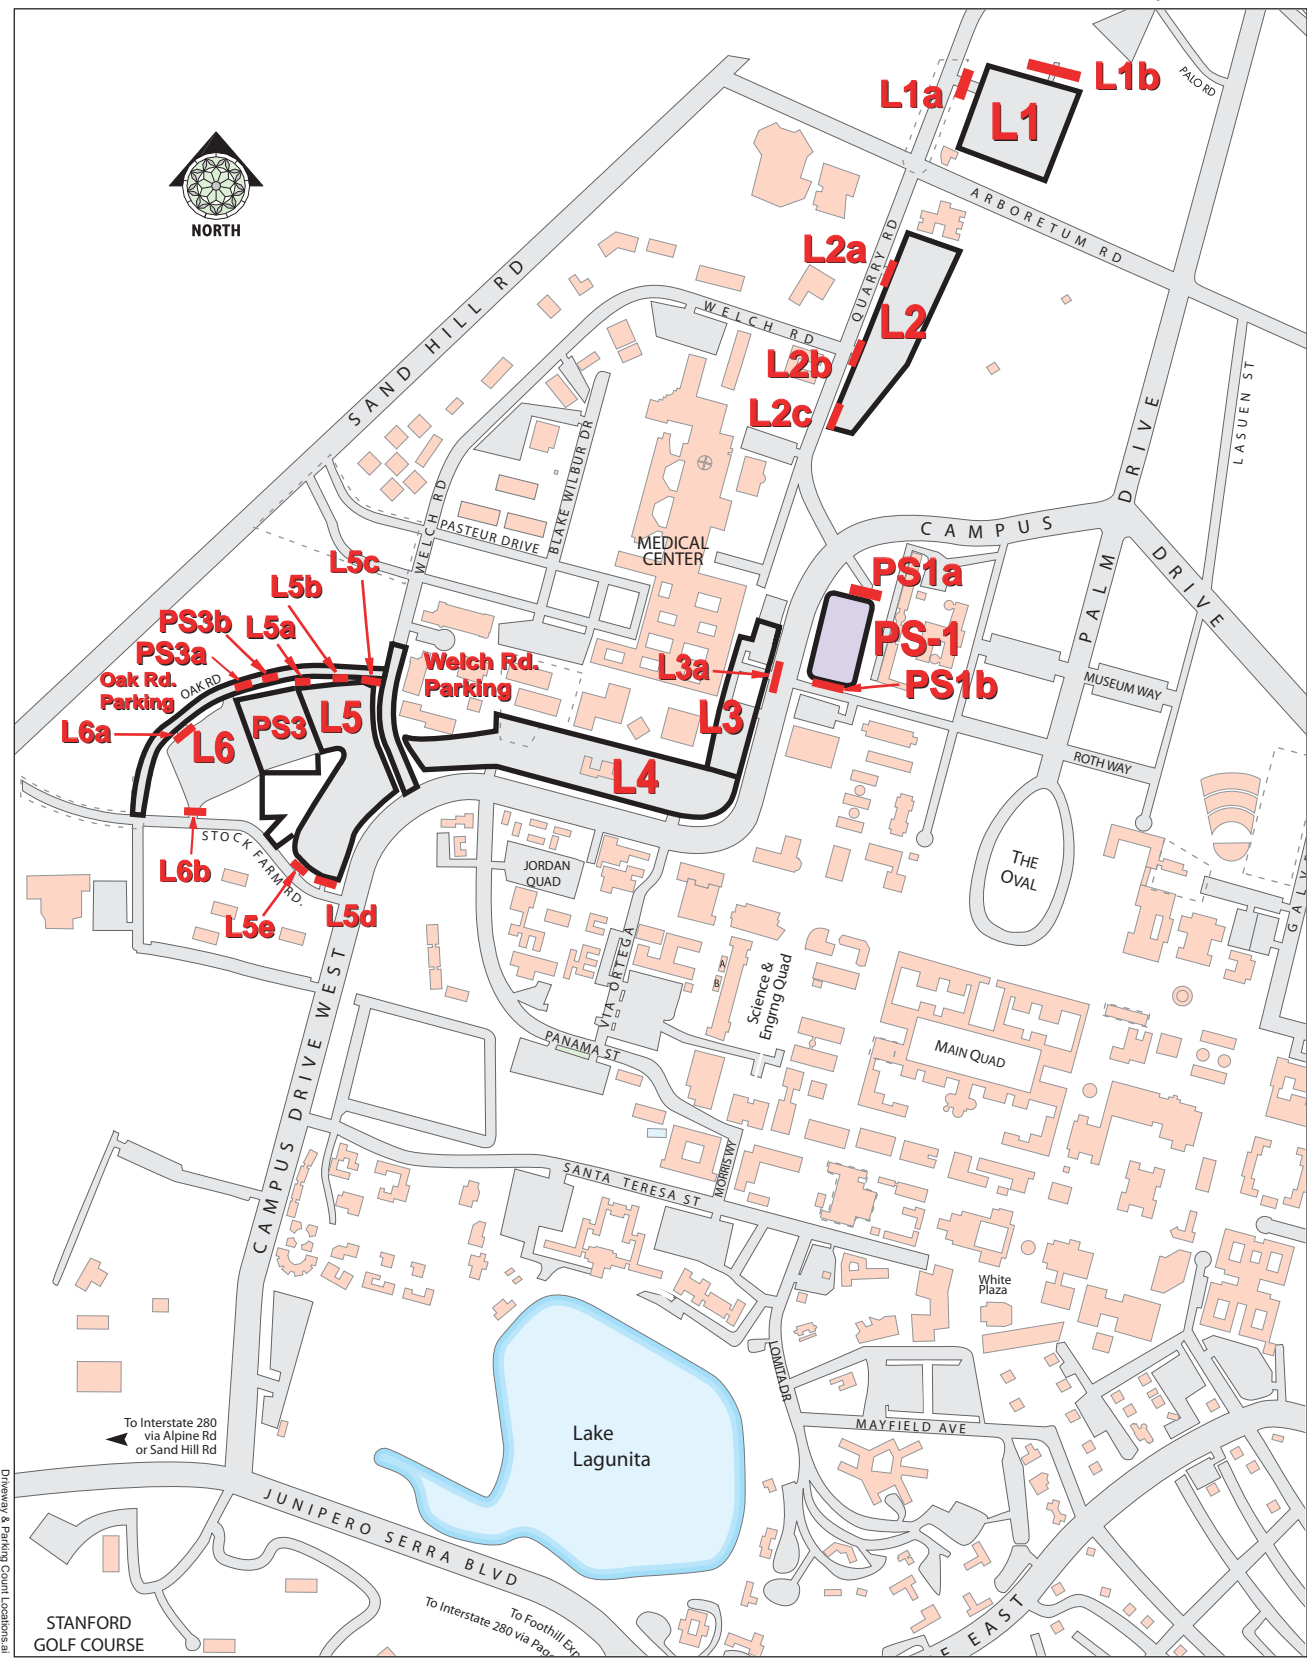 PALO RD
L1a
L1b
L1
NORTH
ARBORETUM RD
L2a
QUARRY RD
L2
SAND HILL RD
WELCH RD
L2b
L2c
LASUEN ST
DRIVE
BLAKE WILBUR DR
WELCH RD
PASTEUR DRIVE
CAMPUS
DRIVE
MEDICAL
CENTER
L5c
L5b
PS1a
PALM
PS3b
L5a
PS-1
PS3a
Welch Rd.
Parking
L3a
PS1b
Oak Rd.
Parking
OAK RD
MUSEUM WAY
L6a
L6
PS3
L5
L3
L4
ROTH WAY
STOCK FARM RD.
L6b
JORDAN
QUAD
THE
OVAL
L5e
L5d
GALV
VIA ORTEGA
A
B
Science &
Engrng Quad
PANAMA ST
MAIN QUAD
CAMPUS DRIVE WEST
SANTA TERESA ST
MORRIS WY
White
Plaza
LOMITA DR
To Interstate 280
via Alpine Rd
or Sand Hill Rd
Lake
Lagunita
MAYFIELD AVE
JUNIPERO SERRA BLVD
To Foothill Exp
To Interstate 280 via Page
E EAST
STANFORD
GOLF COURSE
Driveway & Parking Count Locations.ai